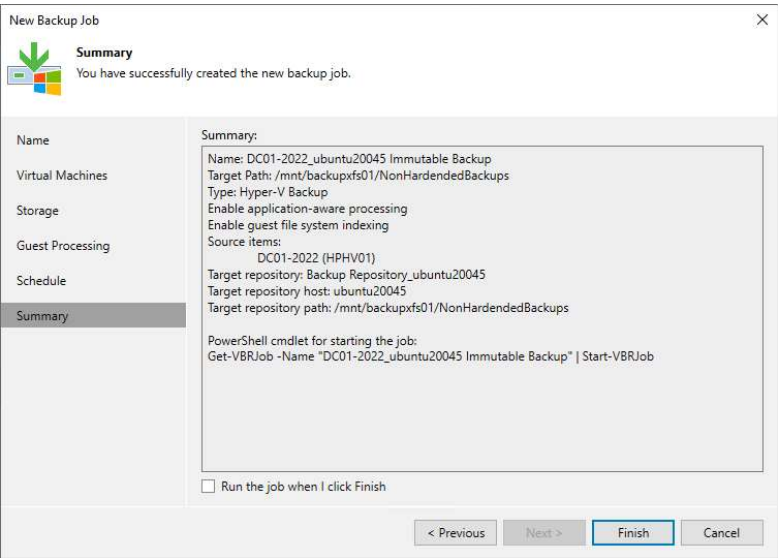 New Backup Job
Summary
You have successfully created the new backup job.
Name
Virtual Machines
Storage
Guest Processing
Schedule
Summary
Summary:
Name: DC01-2022_ubuntu20045 Immutable Backup
Target Path: /mnt/backupxfs01/NonHardendedBackups
Type: Hyper-V Backup
Enable application-aware processing
Enable guest file system indexing
Source items:
DC01-2022 (HPHV01)
Target repository: Backup Repository_ubuntu20045
Target repository host: ubuntu20045
Target repository path: /mnt/backupxfs01/NonHardendedBackups
PowerShell cmdlet for starting the job:
Get-VBRJob -Name "DC01-2022_ubuntu20045 Immutable Backup" | Start-VBRJob
Run the job when I click Finish
< Previous
Next >
Finish
Cancel